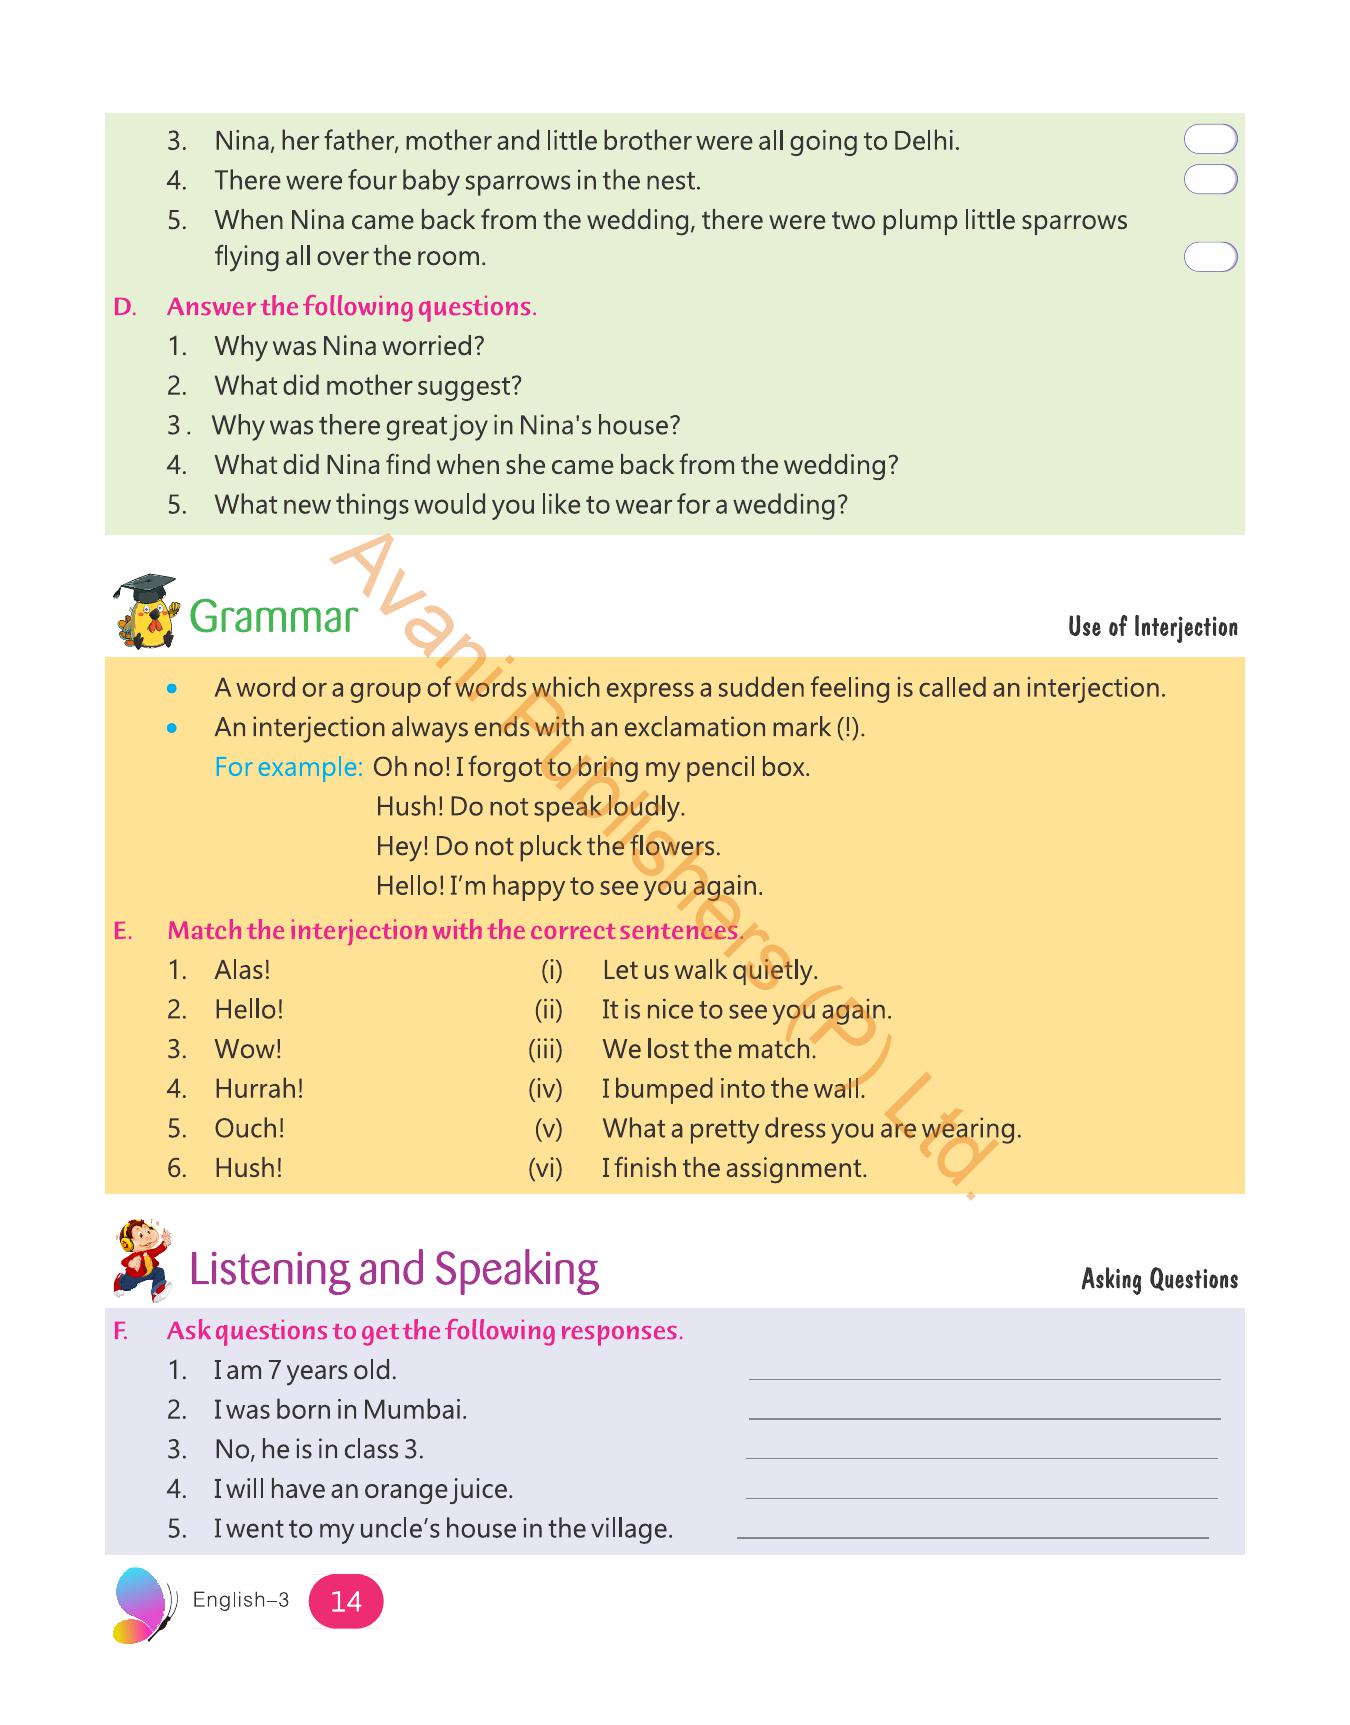 3. Nina, her father, mother and little brother were all going to Delhi.
4. There were four baby sparrows in the nest.
5. When Nina came back from the wedding, there were two plump little sparrows
flying all over the room.
D. Answer the following questions.
1. Why was Nina worried?
2. What did mother suggest?
3 . Why was there great joy in Nina's house?
4. What did Nina find when she came back from the wedding?
5. What new things would you like to wear for a wedding?
Grammar
Use of Interjection
• A word or a group of words which express a sudden feeling is called an interjection.
• An interjection always ends with an exclamation mark (!).
For example: Oh no! I forgot to bring my pencil box.
Hush! Do not speak loudly.
Hey! Do not pluck the flowers.
Hello! I’m happy to see you again.
E. Match the interjection with the correct sentences.
1. Alas! (i) Let us walk quietly.
2. Hello! (ii) It is nice to see you again.
3. Wow! (iii) We lost the match.
4. Hurrah! (iv) I bumped into the wall.
5. Ouch! (v) What a pretty dress you are wearing.
6. Hush! (vi) I finish the assignment.
Avani Publishers (P) Ltd.
Listening and Speaking
Asking Questions
F. Ask questions to get the following responses.
1. I am 7 years old.
2. I was born in Mumbai.
3. No, he is in class 3.
4. I will have an orange juice.
5. I went to my uncle’s house in the village.
English–3 14